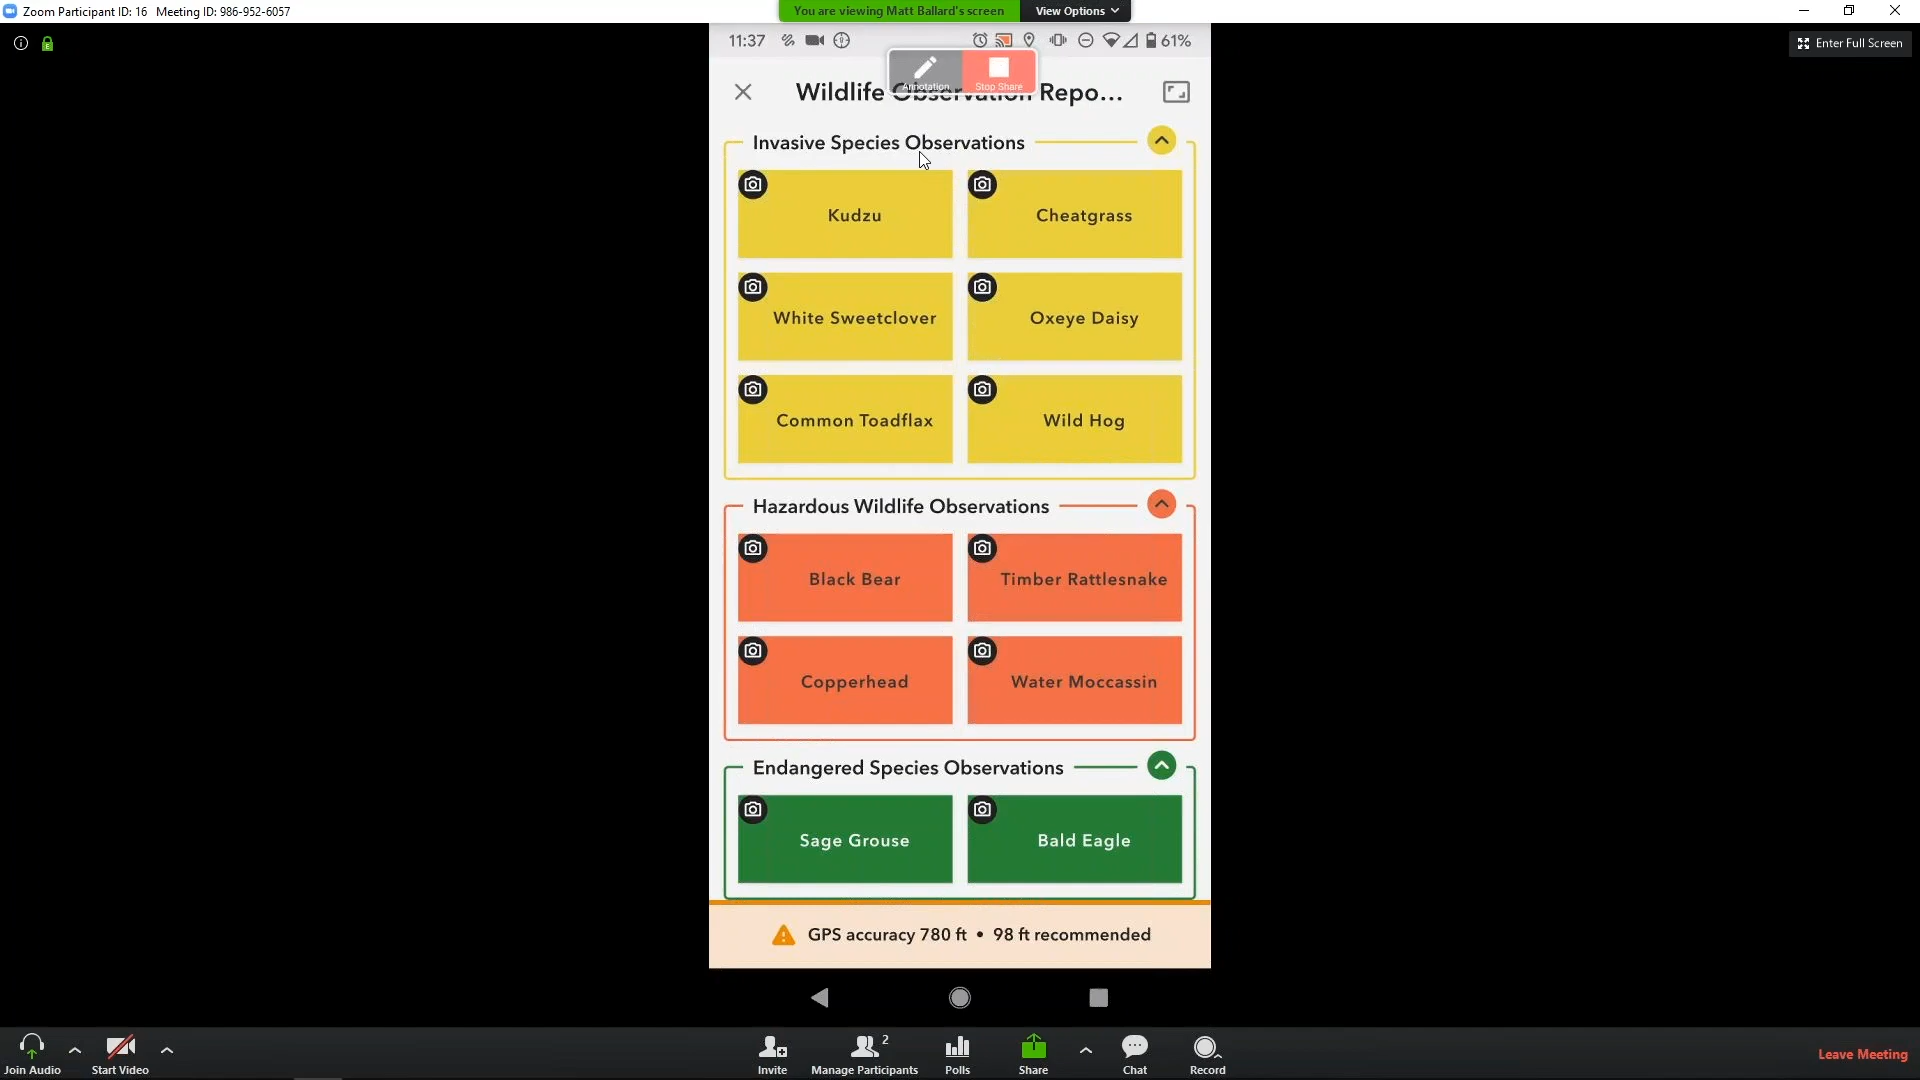 Zoom Participant ID: 16 Meeting ID: 986-952-6057
You are viewing Matt Ballard's screen
View Options
Enter Full Screen
11:37
61%
Annotation
Stop Share
Wildlife Observation Repo...
Invasive Species Observations
Kudzu
Cheatgrass
White Sweetclover
Oxeye Daisy
Common Toadflax
Wild Hog
Hazardous Wildlife Observations
Black Bear
Timber Rattlesnake
Copperhead
Water Moccassin
Endangered Species Observations
Sage Grouse
Bald Eagle
GPS accuracy 780 ft • 98 ft recommended
Join Audio
Start Video
Invite
2
Manage Participants
Polls
Share
Chat
Record
Leave Meeting